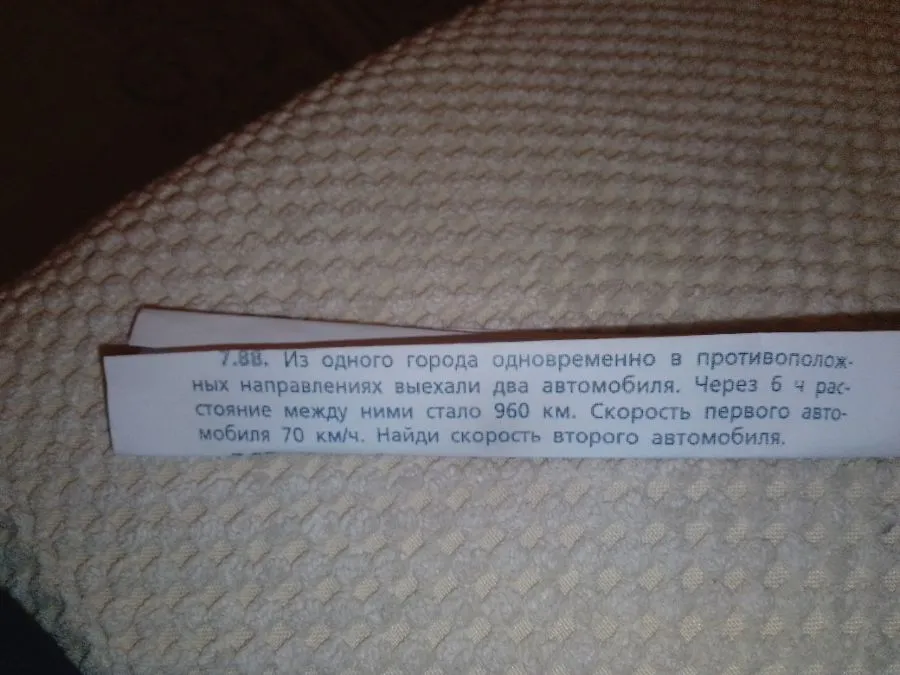 7.88. Из одного города одновременно в противополож-
ных направлениях выехали два автомобиля. Через 6 ч рас-
стояние между ними стало 960 км. Скорость первого авто-
мобиля 70 км/ч. Найди скорость второго автомобиля.